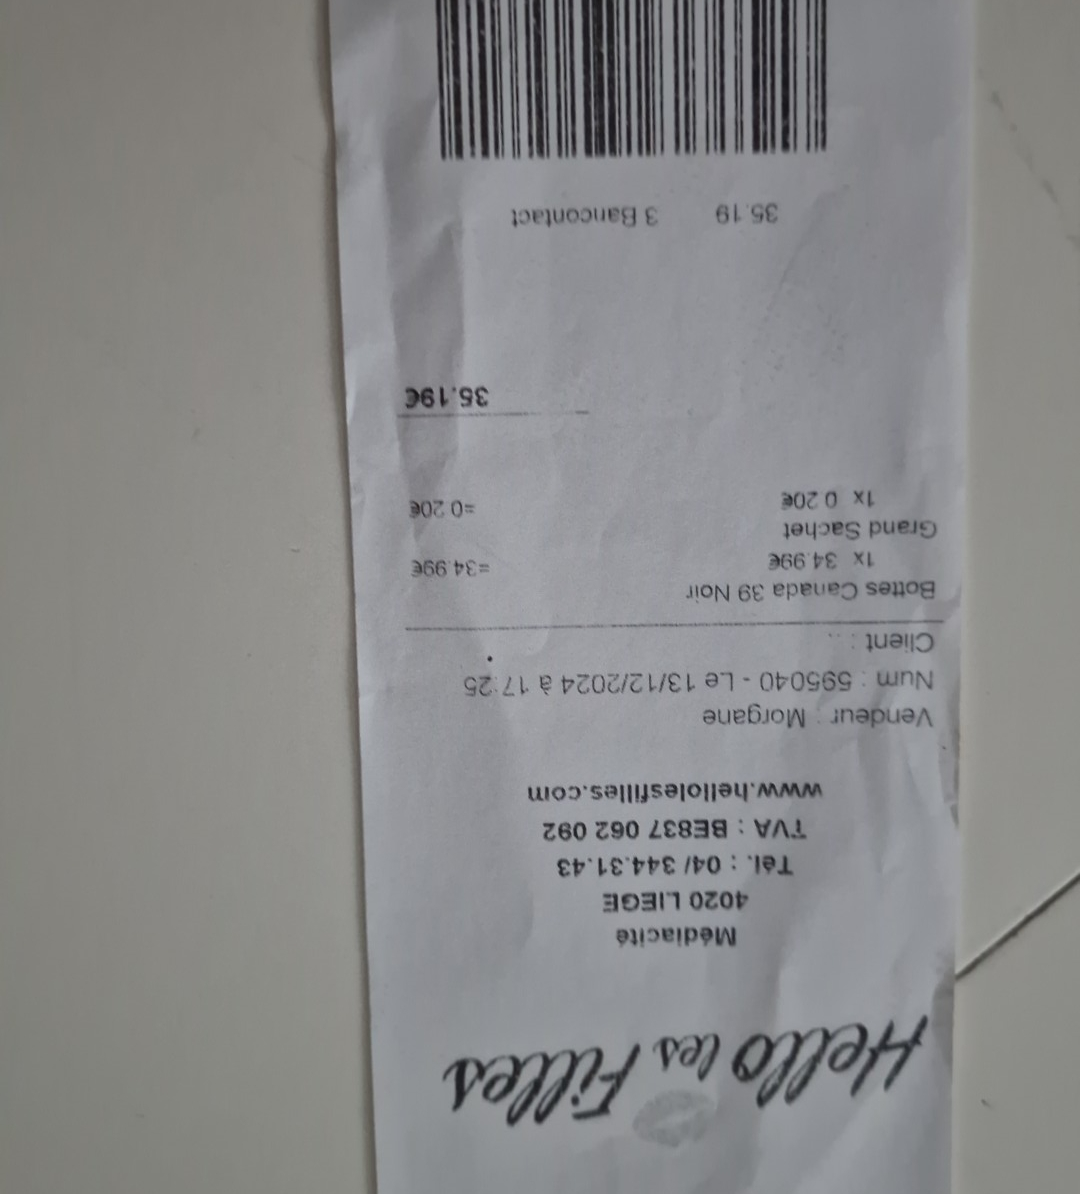 Hello les Filles
Médiacité
4020 LIEGE
Tél. : 04/ 344.31.43
TVA : BE837 062 092
www.hellolesfilles.com
Vendeur : Morgane
Num : 595040 - Le 13/12/2024 à 17:25
Client : ...
Bottes Canada 39 Noir
1x 34.99€ =34.99€
Grand Sachet
1x 0.20€ =0.20€
35.19€
35.19 3 Bancontact